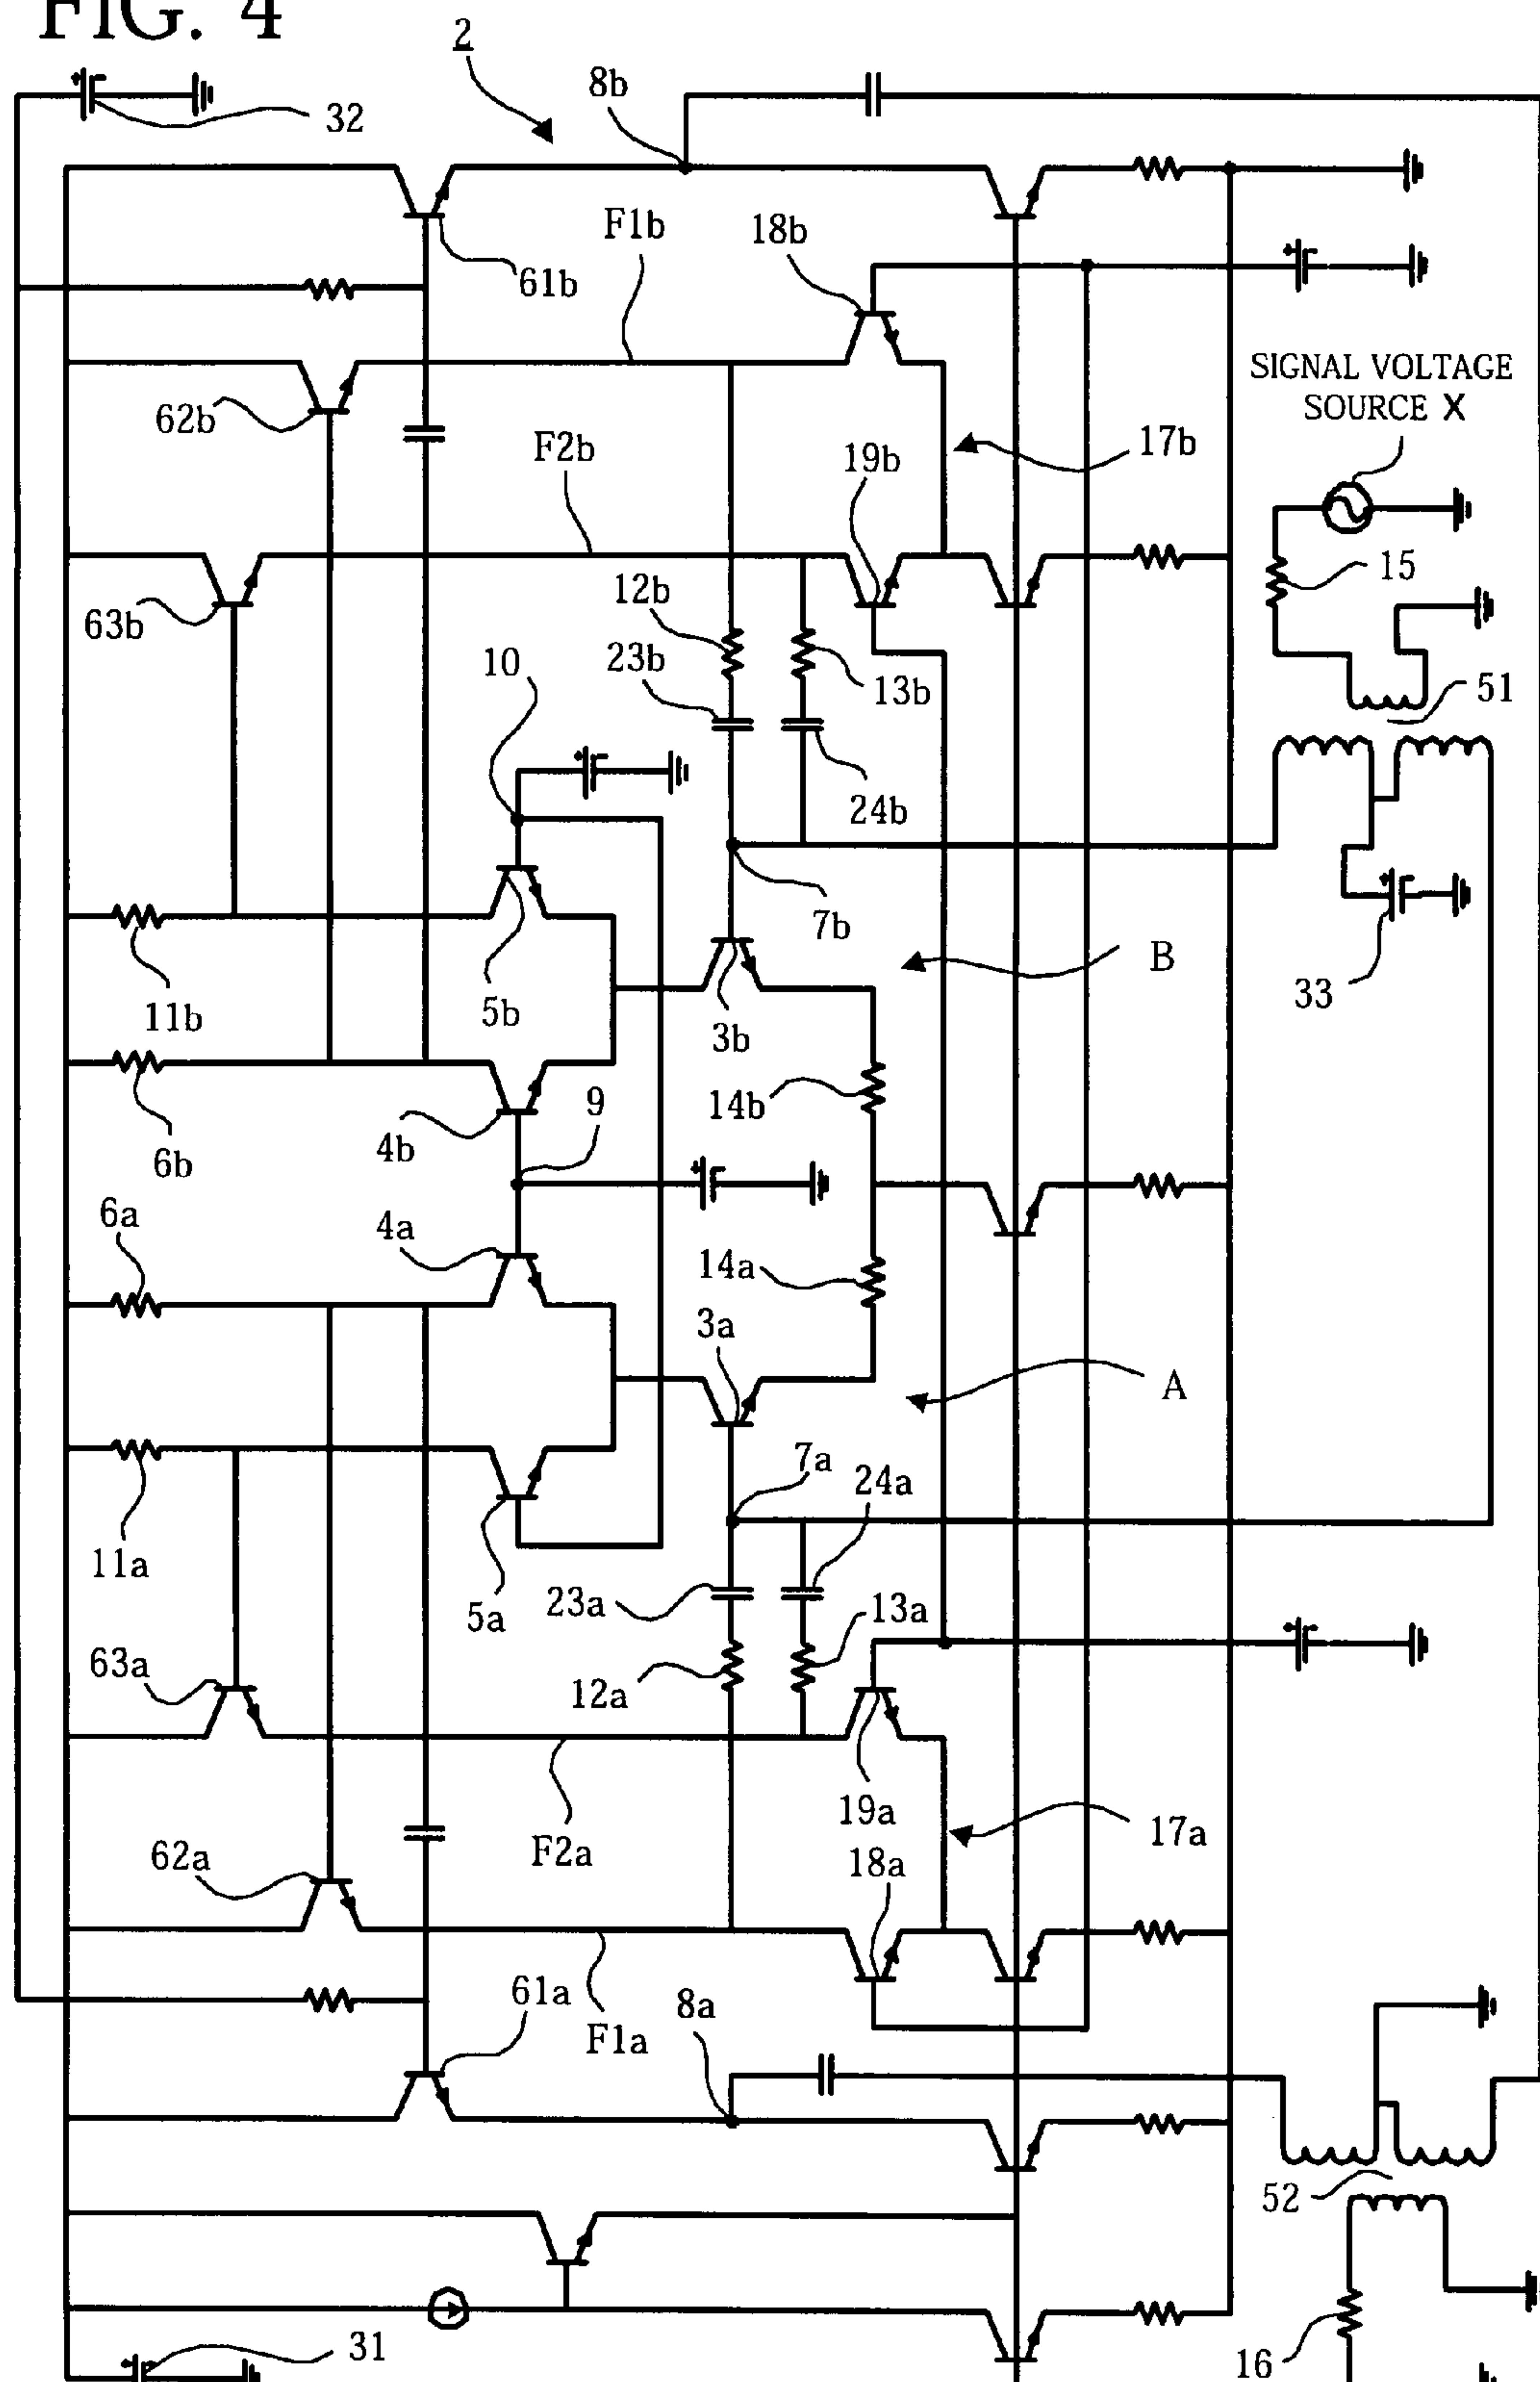 FIG. 4
2
8b
32
F1b
18b
61b
SIGNAL VOLTAGE
SOURCE X
62b
F2b
19b
17b
15
63b
12b
10
23b
13b
51
24b
7b
B
33
11b
5b
3b
9
14b
4b
6b
6a
4a
14a
3a
A
7a
24a
11a
5a
23a
13a
63a
12a
19a
17a
F2a
62a
18a
61a
8a
F1a
52
31
16